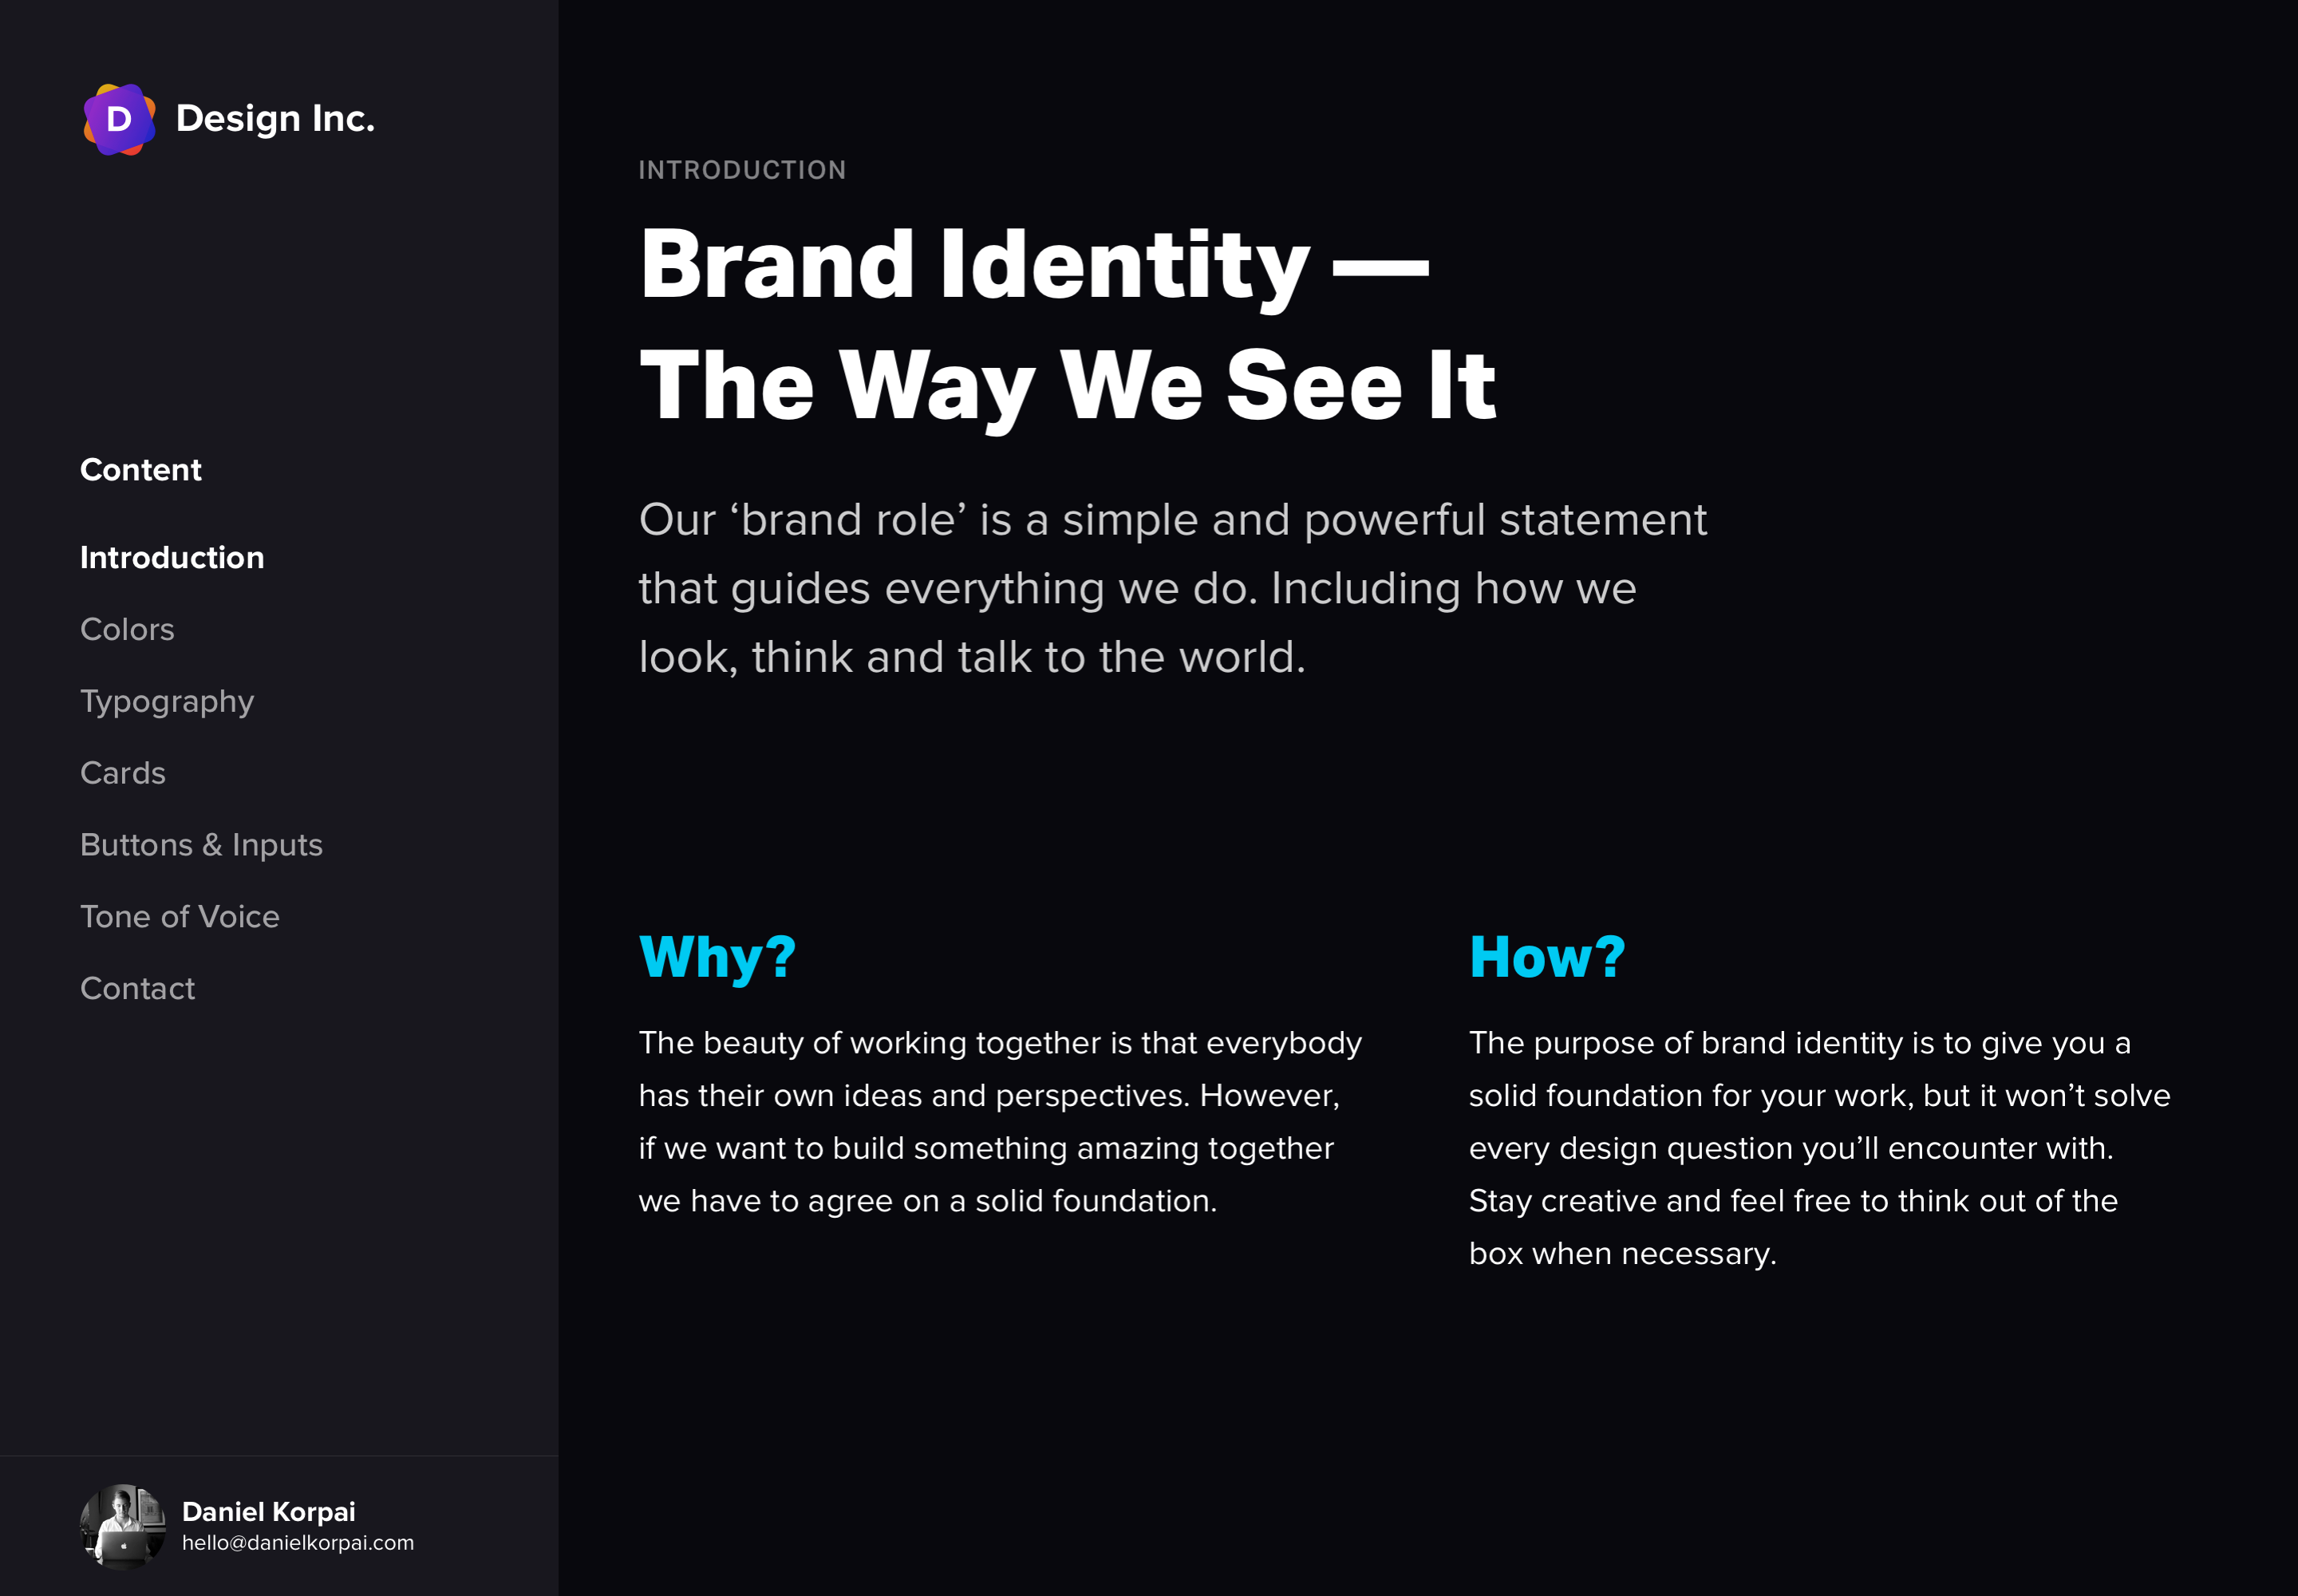 D
Design Inc.
Content
Introduction
Colors
Typography
Cards
Buttons & Inputs
Tone of Voice
Contact
Daniel Korpai
hello@danielkorpai.com
INTRODUCTION
Brand Identity —
The Way We See It
Our ‘brand role’ is a simple and powerful statement
that guides everything we do. Including how we
look, think and talk to the world.
Why?
The beauty of working together is that everybody
has their own ideas and perspectives. However,
if we want to build something amazing together
we have to agree on a solid foundation.
How?
The purpose of brand identity is to give you a
solid foundation for your work, but it won’t solve
every design question you’ll encounter with.
Stay creative and feel free to think out of the
box when necessary.